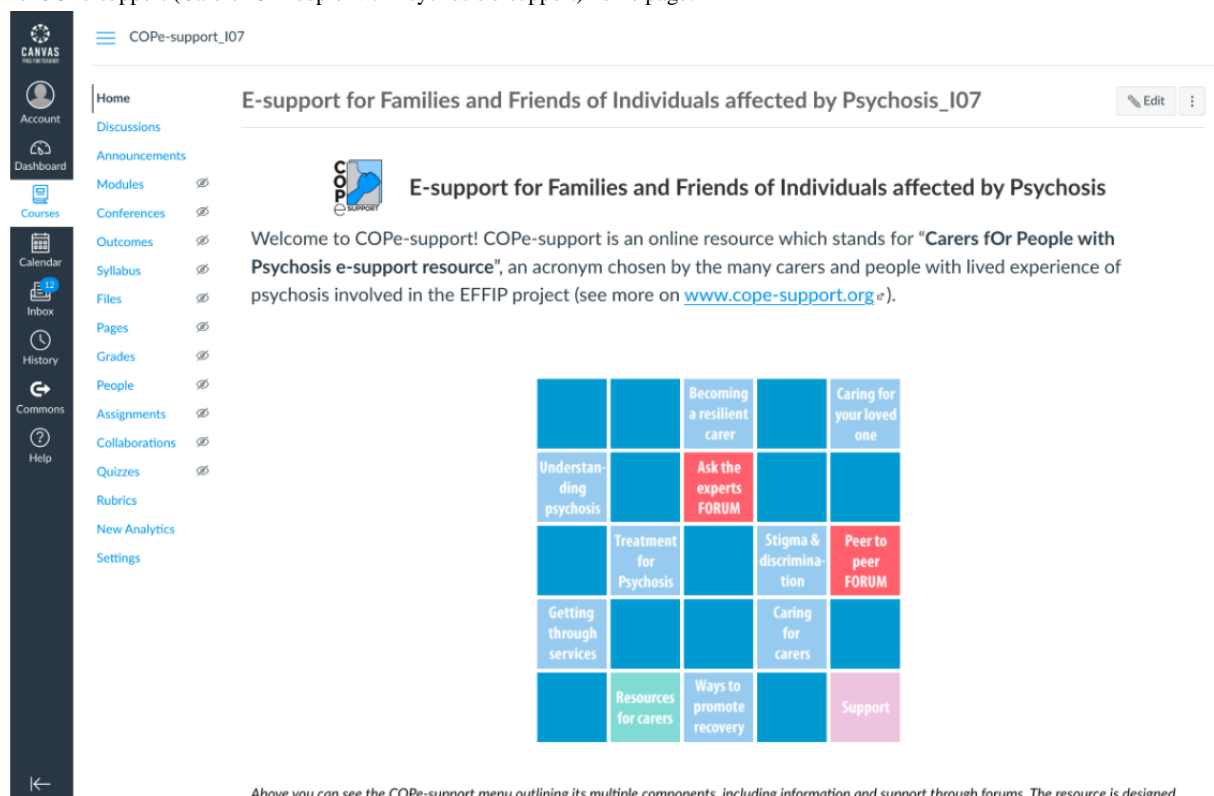 CANVAS
FREE FOR TEACHER
Account
Dashboard
Courses
Calendar
12
Inbox
History
Commons
Help
COPe-support_I07
Home
Discussions
Announcements
Modules
Conferences
Outcomes
Syllabus
Files
Pages
Grades
People
Assignments
Collaborations
Quizzes
Rubrics
New Analytics
Settings
E-support for Families and Friends of Individuals affected by Psychosis_I07
Edit
COP
e SUPPORT
E-support for Families and Friends of Individuals affected by Psychosis
Welcome to COPe-support! COPe-support is an online resource which stands for “Carers fOr People with
Psychosis e-support resource”, an acronym chosen by the many carers and people with lived experience of
psychosis involved in the EFFIP project (see more on www.cope-support.org).
Becoming
a resilient
carer
Caring for
your loved
one
Understan-
ding
psychosis
Ask the
experts
FORUM
Treatment
for
Psychosis
Stigma &
discrimina-
tion
Peer to
peer
FORUM
Getting
through
services
Caring
for
carers
Resources
for carers
Ways to
promote
recovery
Support
Above you can see the COPe-support menu outlining its multiple components, including information and support through forums. The resource is designed